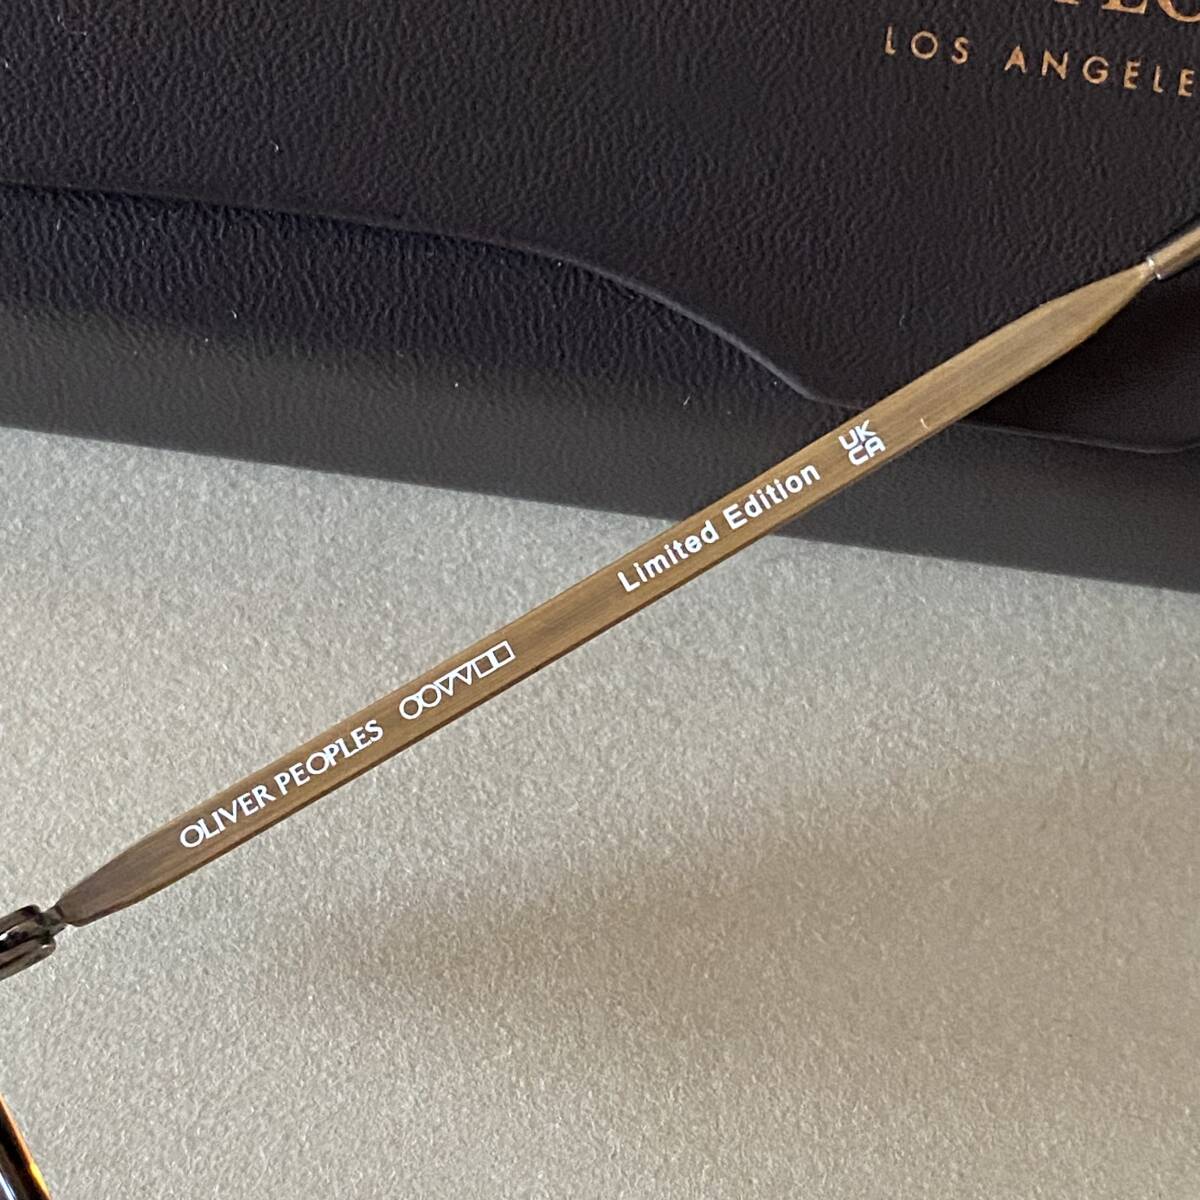 LOS ANGELE
OLIVER PEOPLES Limited Edition UK
CA